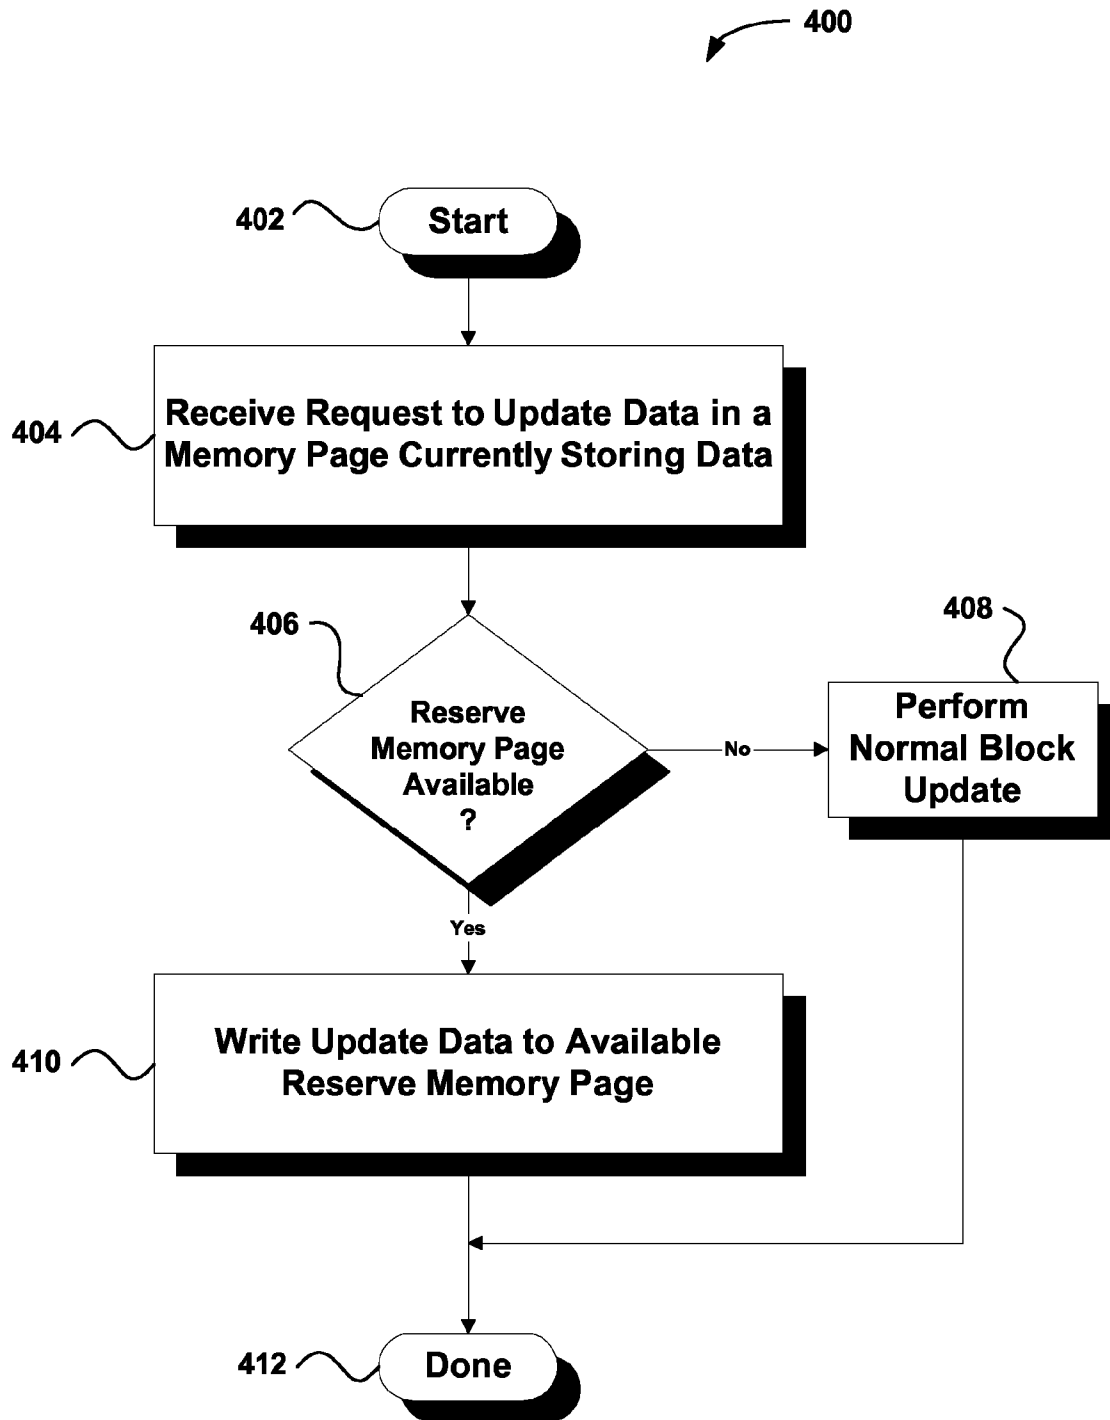 400
402
Start
404
Receive Request to Update Data in a
Memory Page Currently Storing Data
406
Reserve
Memory Page
Available
?
No
408
Perform
Normal Block
Update
Yes
410
Write Update Data to Available
Reserve Memory Page
412
Done